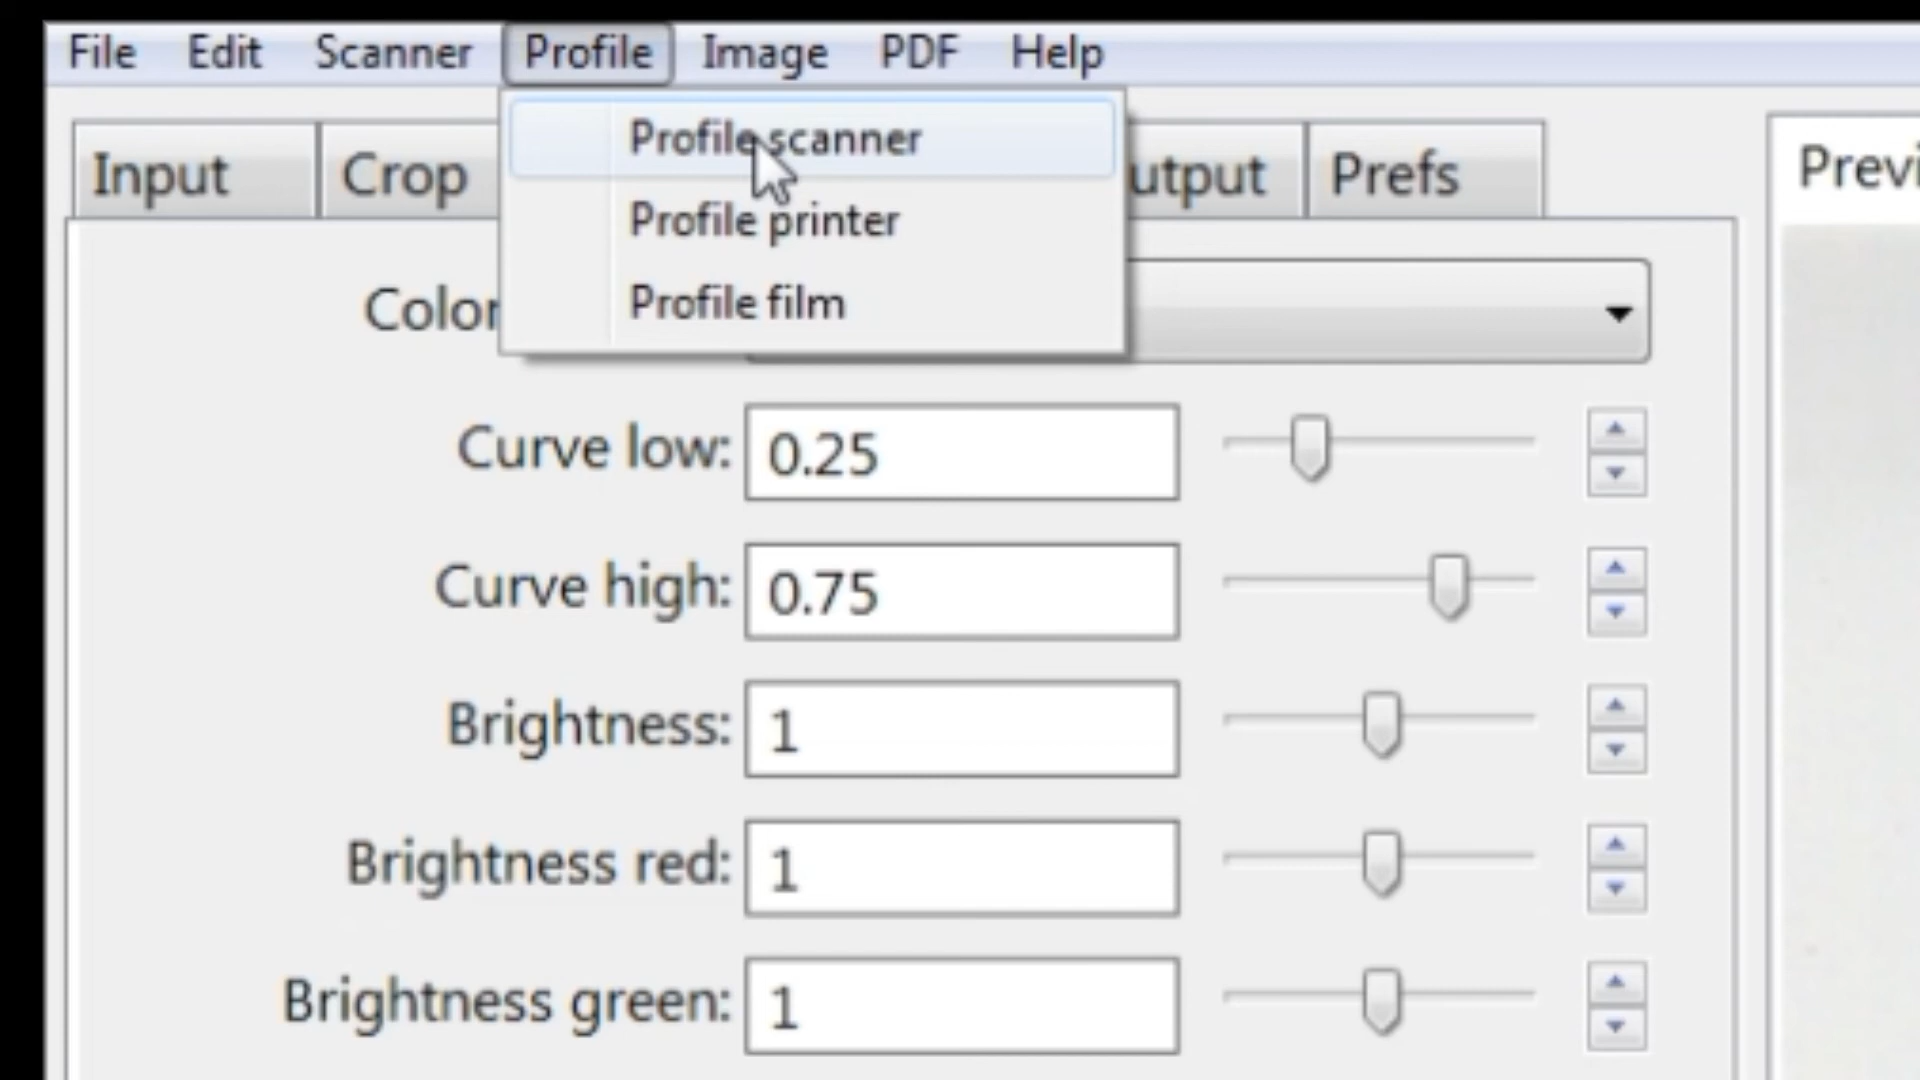 File Edit Scanner Profile Image PDF Help
Profile scanner
Profile printer
Profile film
Input Crop utput Prefs
Previ
Color
Curve low: 0.25
Curve high: 0.75
Brightness: 1
Brightness red: 1
Brightness green: 1